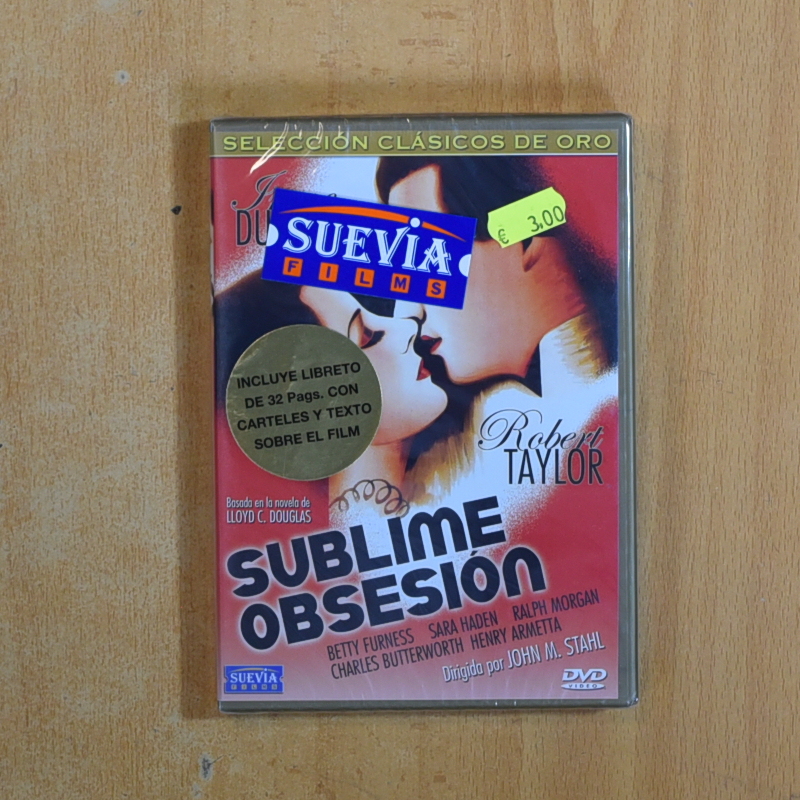 SELECCIÓN CLÁSICOS DE ORO
SUEVIA
FILMS
€ 3,00
INCLUYE LIBRETO
DE 32 Pags. CON
CARTELES Y TEXTO
SOBRE EL FILM
Robert
TAYLOR
Basada en la novela de
LLOYD C. DOUGLAS
SUBLIME
OBSESIÓN
BETTY FURNESS SARA HADEN RALPH MORGAN
CHARLES BUTTERWORTH HENRY ARMETTA
Dirigida por JOHN M. STAHL
SUEVIA
FILMS
DVD
VIDEO